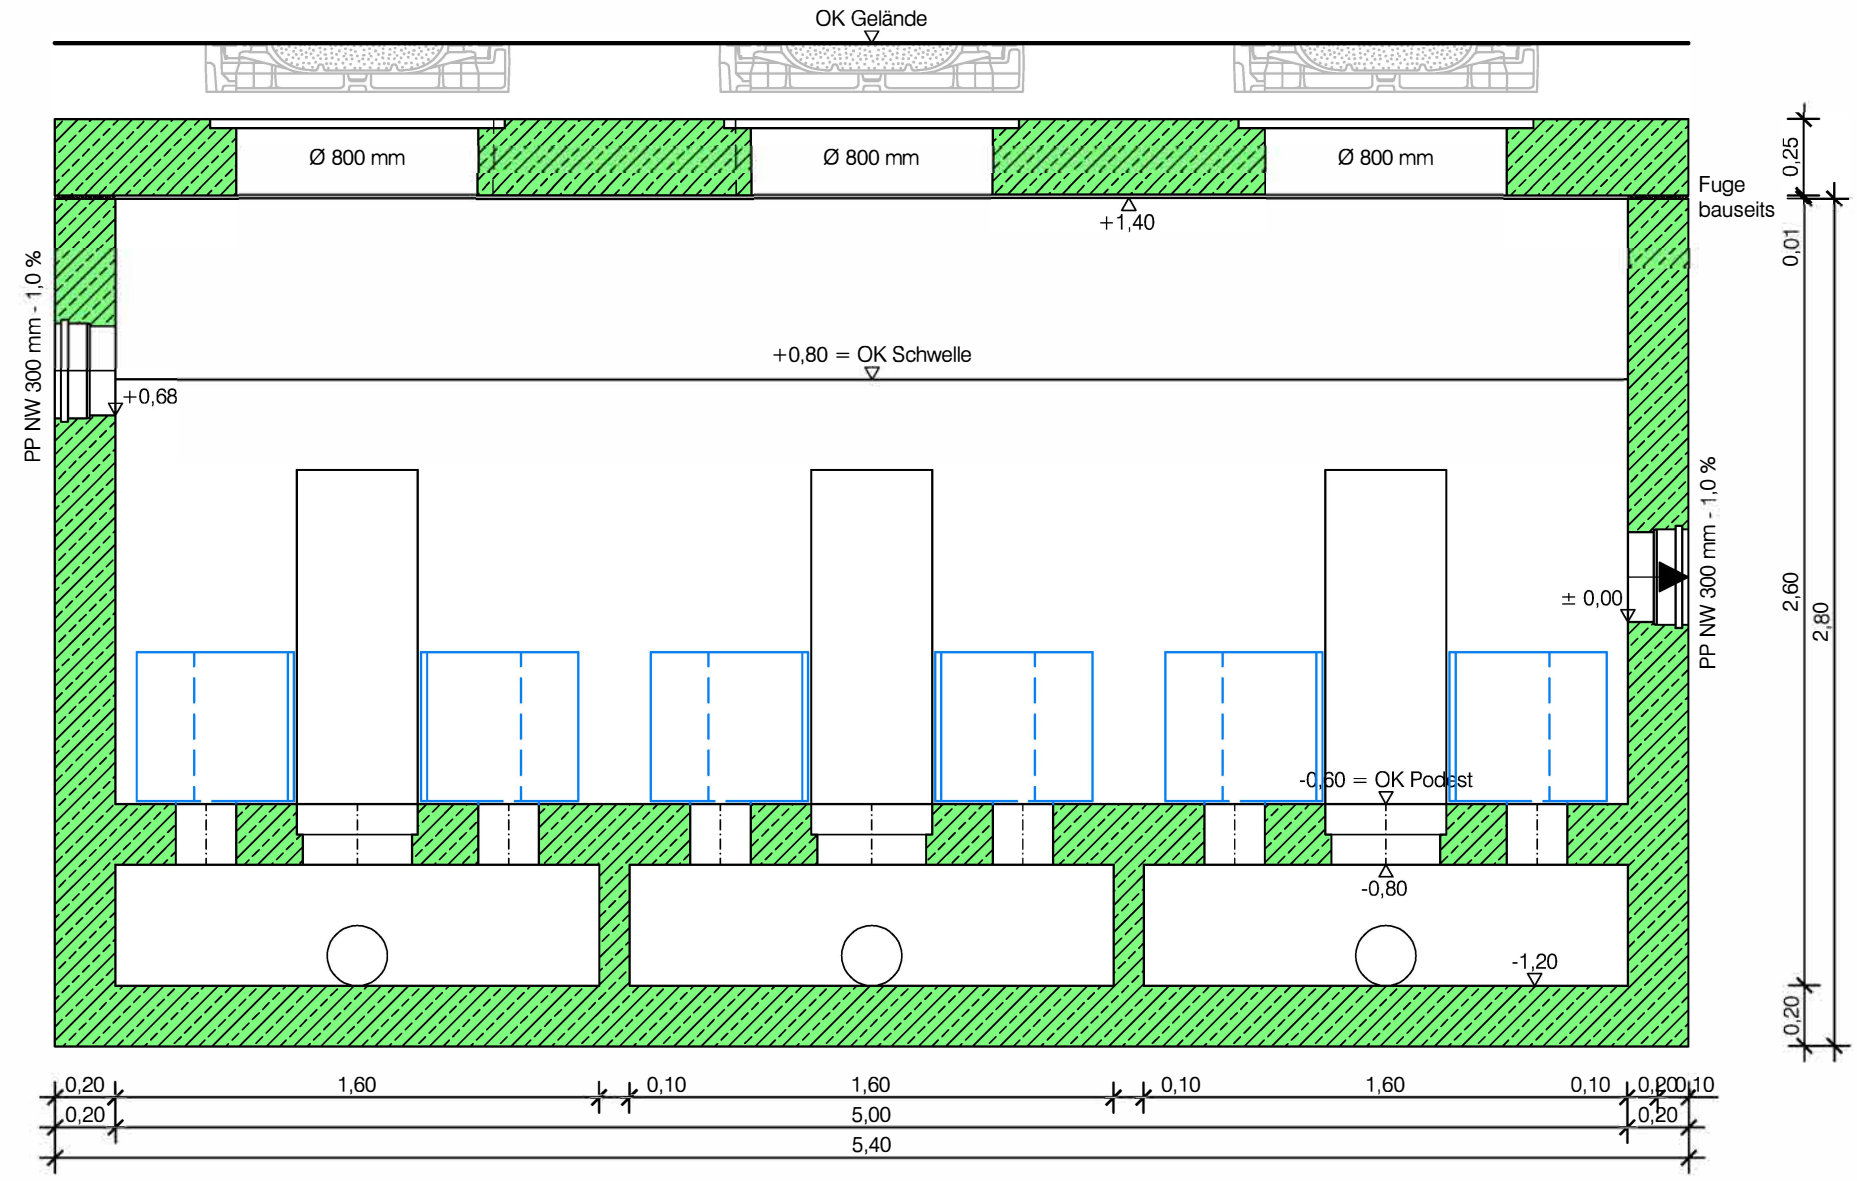 OK Gelände
Ø 800 mm
Ø 800 mm
Ø 800 mm
0,25
Fuge
bauseits
+1,40
0,01
PP NW 300 mm - 1,0 %
+0,80 = OK Schwelle
+0,68
PP NW 300 mm - 1,0 %
± 0,00
2,60
2,80
-0,60 = OK Podest
-0,80
-1,20
0,20
0,20
1,60
0,10
1,60
0,10
1,60
0,10
0,10
0,20
5,00
0,20
5,40